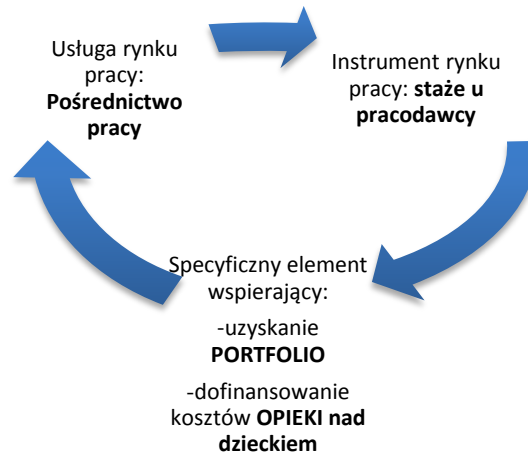 Usługa rynku
pracy:
Pośrednictwo
pracy
Instrument rynku
pracy: staże u
pracodawcy
Specyficzny element
wspierający:
-uzyskanie
PORTFOLIO
-dofinansowanie
kosztów OPIEKI nad
dzieckiem